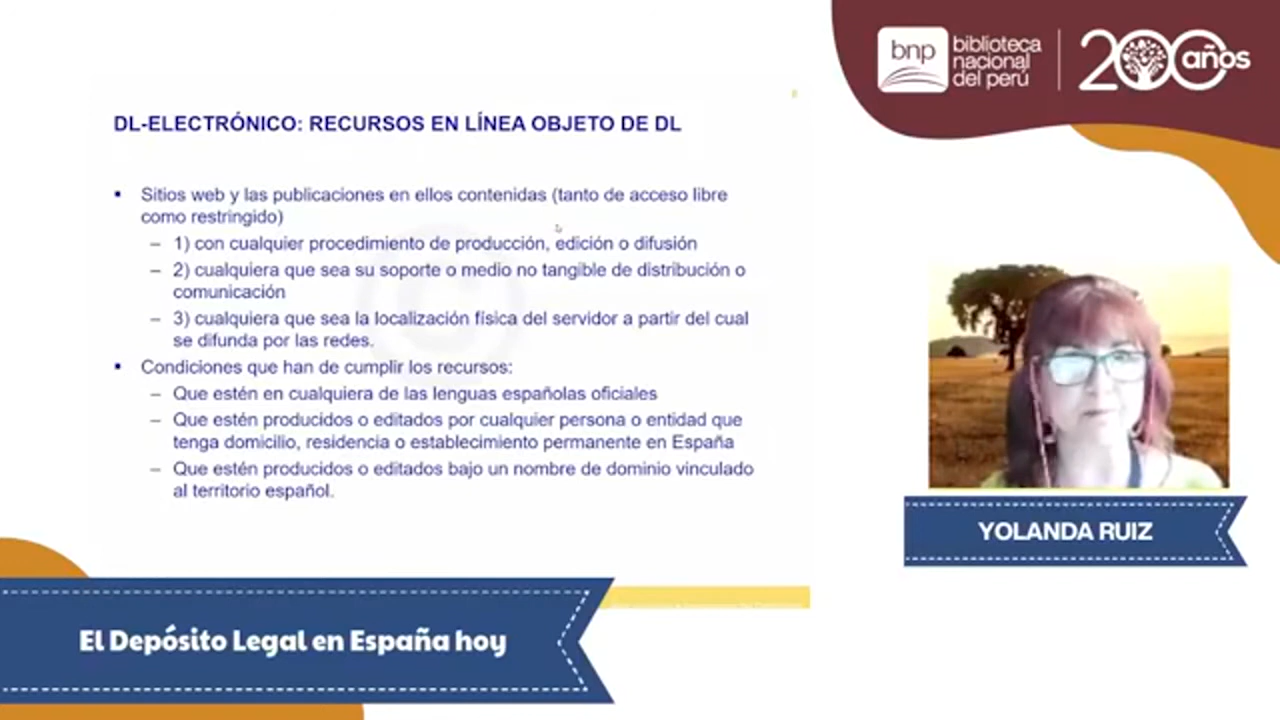 DL-ELECTRÓNICO: RECURSOS EN LÍNEA OBJETO DE DL
▪ Sitios web y las publicaciones en ellos contenidas (tanto de acceso libre
como restringido)
– 1) con cualquier procedimiento de producción, edición o difusión
– 2) cualquiera que sea su soporte o medio no tangible de distribución o
comunicación
– 3) cualquiera que sea la localización física del servidor a partir del cual
se difunda por las redes.
▪ Condiciones que han de cumplir los recursos:
– Que estén en cualquiera de las lenguas españolas oficiales
– Que estén producidos o editados por cualquier persona o entidad que
tenga domicilio, residencia o establecimiento permanente en España
– Que estén producidos o editados bajo un nombre de dominio vinculado
al territorio español.
bnp
biblioteca
nacional
del perú
200 años
YOLANDA RUIZ
El Depósito Legal en España hoy